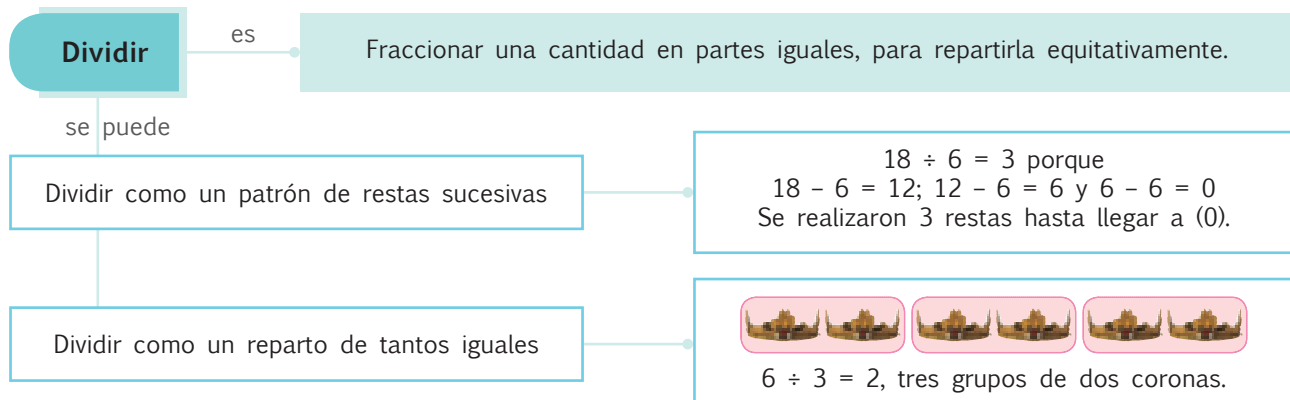 Dividir
es
Fraccionar una cantidad en partes iguales, para repartirla equitativamente.
se puede
Dividir como un patrón de restas sucesivas
18 ÷ 6 = 3 porque
18 – 6 = 12; 12 – 6 = 6 y 6 – 6 = 0
Se realizaron 3 restas hasta llegar a (0).
Dividir como un reparto de tantos iguales
6 ÷ 3 = 2, tres grupos de dos coronas.